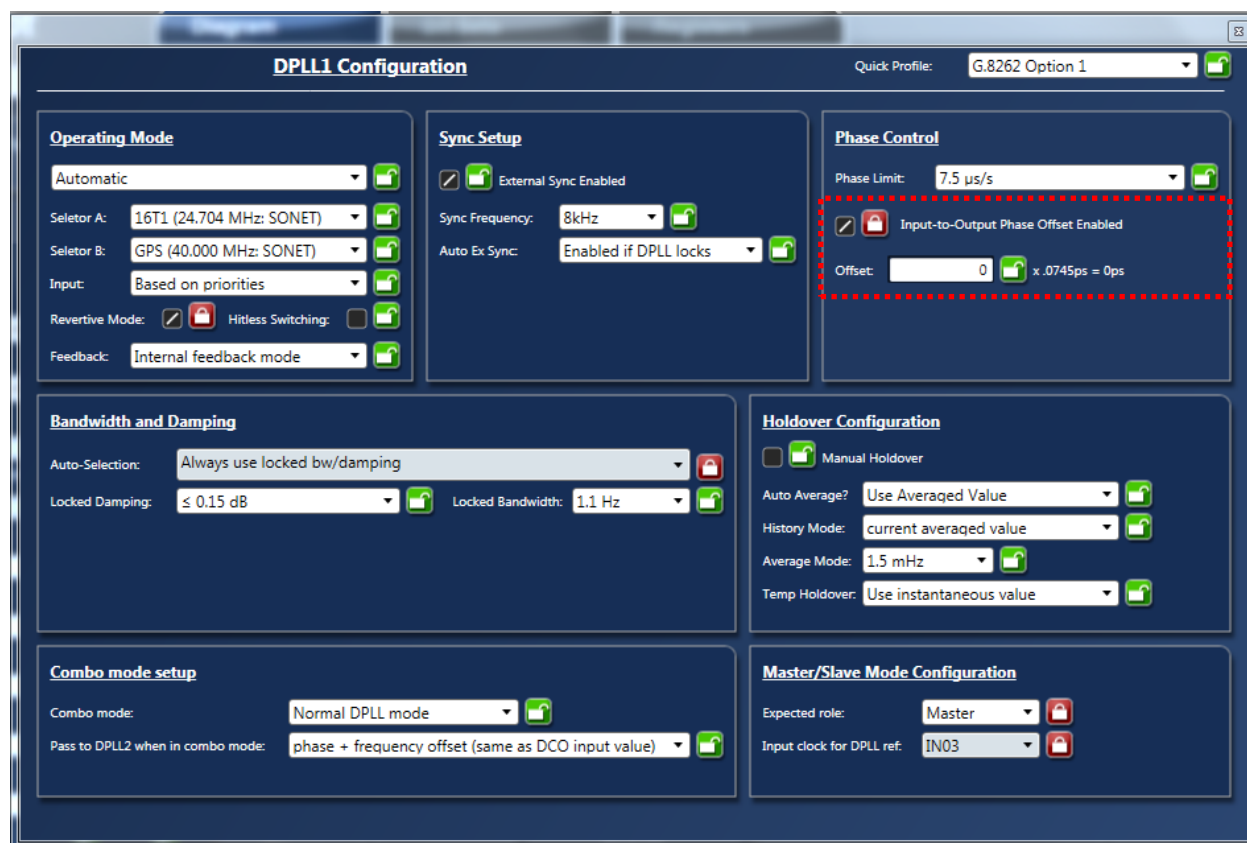 Diagram
DPLL1 Configuration
Quick Profile: G.8262 Option 1
Operating Mode
Automatic
Seletor A: 16T1 (24.704 MHz: SONET)
Seletor B: GPS (40.000 MHz: SONET)
Input: Based on priorities
Revertive Mode: Hitless Switching:
Feedback: Internal feedback mode
Sync Setup
External Sync Enabled
Sync Frequency: 8kHz
Auto Ex Sync: Enabled if DPLL locks
Phase Control
Phase Limit: 7.5 µs/s
Input-to-Output Phase Offset Enabled
Offset: 0 x .0745ps = 0ps
Bandwidth and Damping
Auto-Selection: Always use locked bw/damping
Locked Damping: ≤ 0.15 dB Locked Bandwidth: 1.1 Hz
Holdover Configuration
Manual Holdover
Auto Average? Use Averaged Value
History Mode: current averaged value
Average Mode: 1.5 mHz
Temp Holdover: Use instantaneous value
Combo mode setup
Combo mode: Normal DPLL mode
Pass to DPLL2 when in combo mode: phase + frequency offset (same as DCO input value)
Master/Slave Mode Configuration
Expected role: Master
Input clock for DPLL ref: IN03